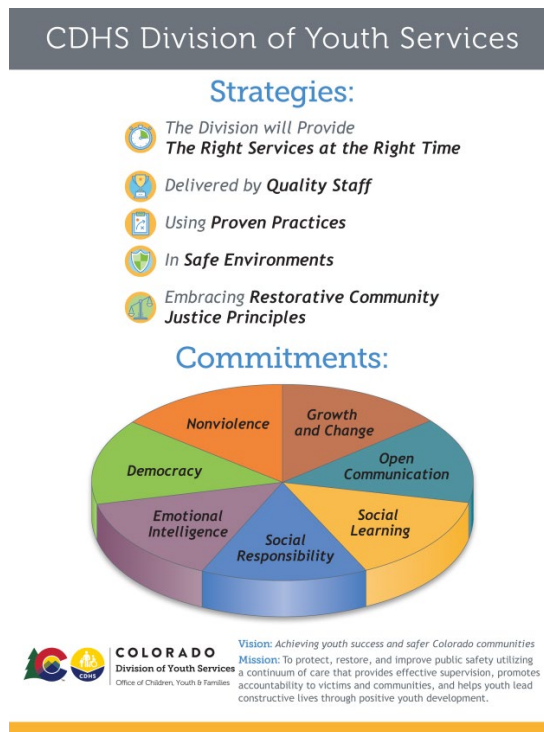 CDHS Division of Youth Services
Strategies:
The Division will Provide
The Right Services at the Right Time
Delivered by Quality Staff
Using Proven Practices
In Safe Environments
Embracing Restorative Community
Justice Principles
Commitments:
Nonviolence
Growth
and Change
Democracy
Open
Communication
Emotional
Intelligence
Social
Learning
Social
Responsibility
CDHS
COLORADO
Division of Youth Services
Office of Children, Youth & Families
Vision: Achieving youth success and safer Colorado communities
Mission: To protect, restore, and improve public safety utilizing
a continuum of care that provides effective supervision, promotes
accountability to victims and communities, and helps youth lead
constructive lives through positive youth development.